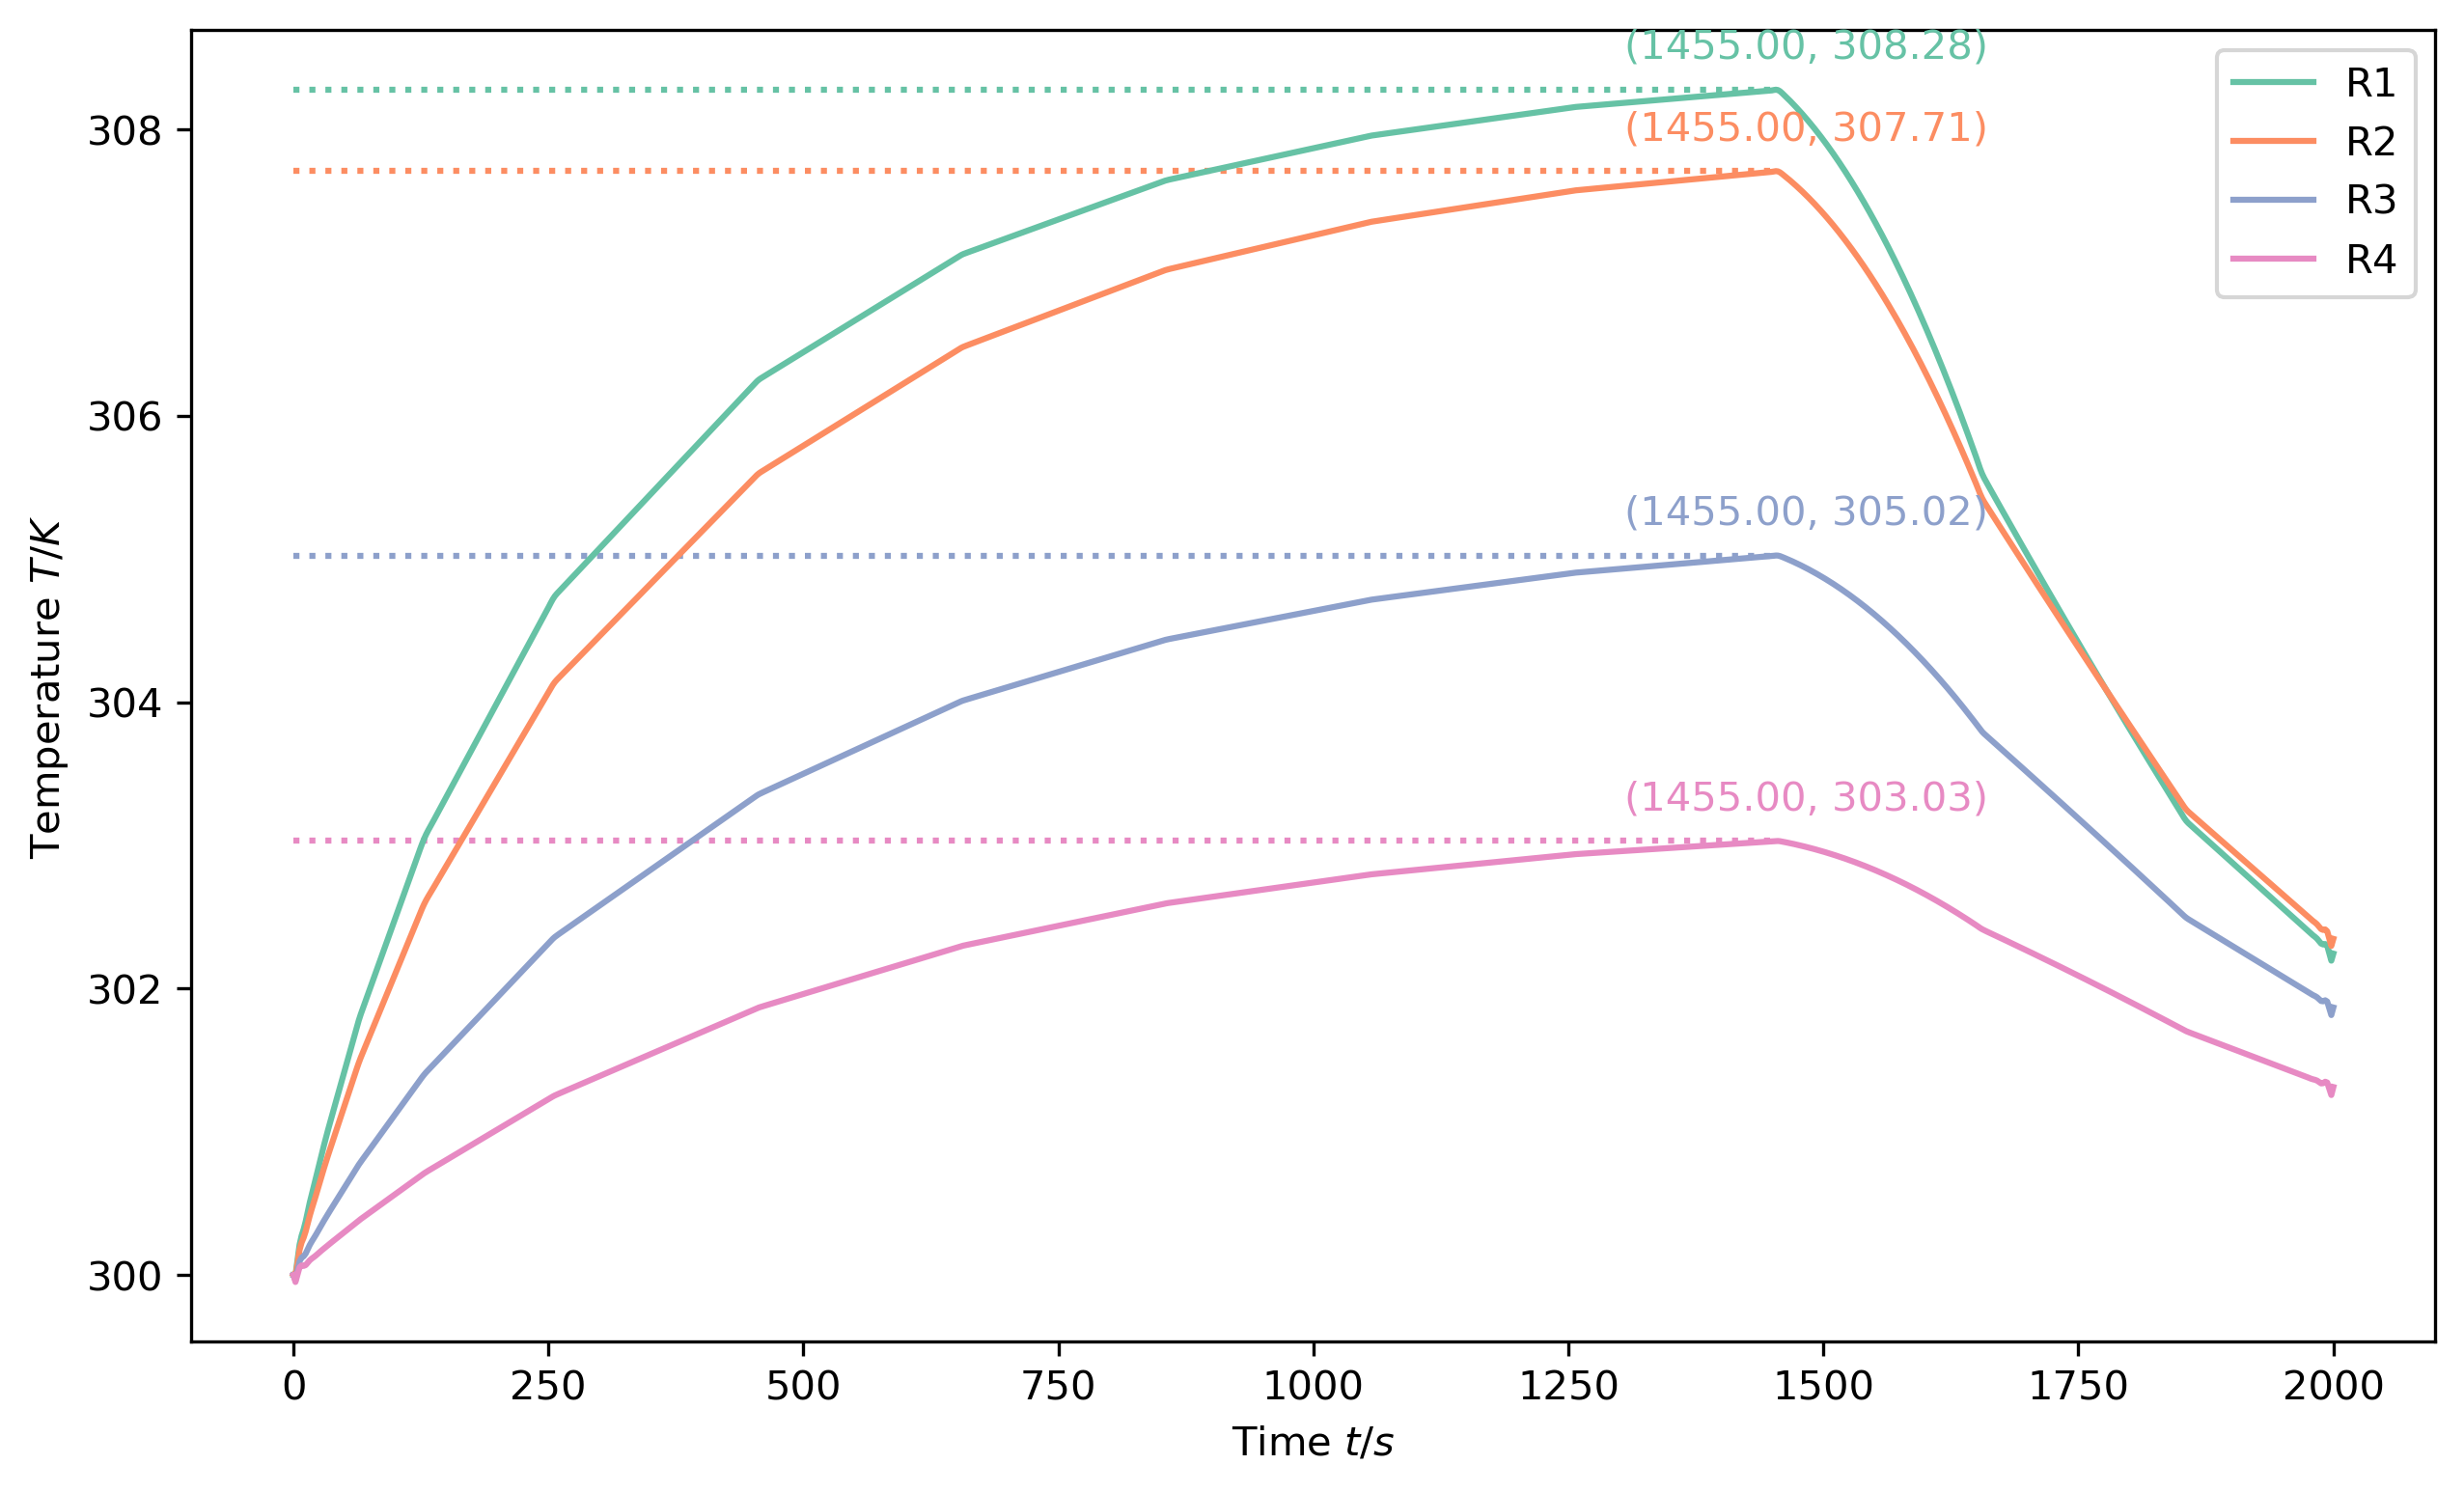 (1455.00, 308.28)
(1455.00, 307.71)
(1455.00, 305.02)
(1455.00, 303.03)
R1
R2
R3
R4
308
306
304
302
300
Temperature T/K
0 250 500 750 1000 1250 1500 1750 2000
Time t/s